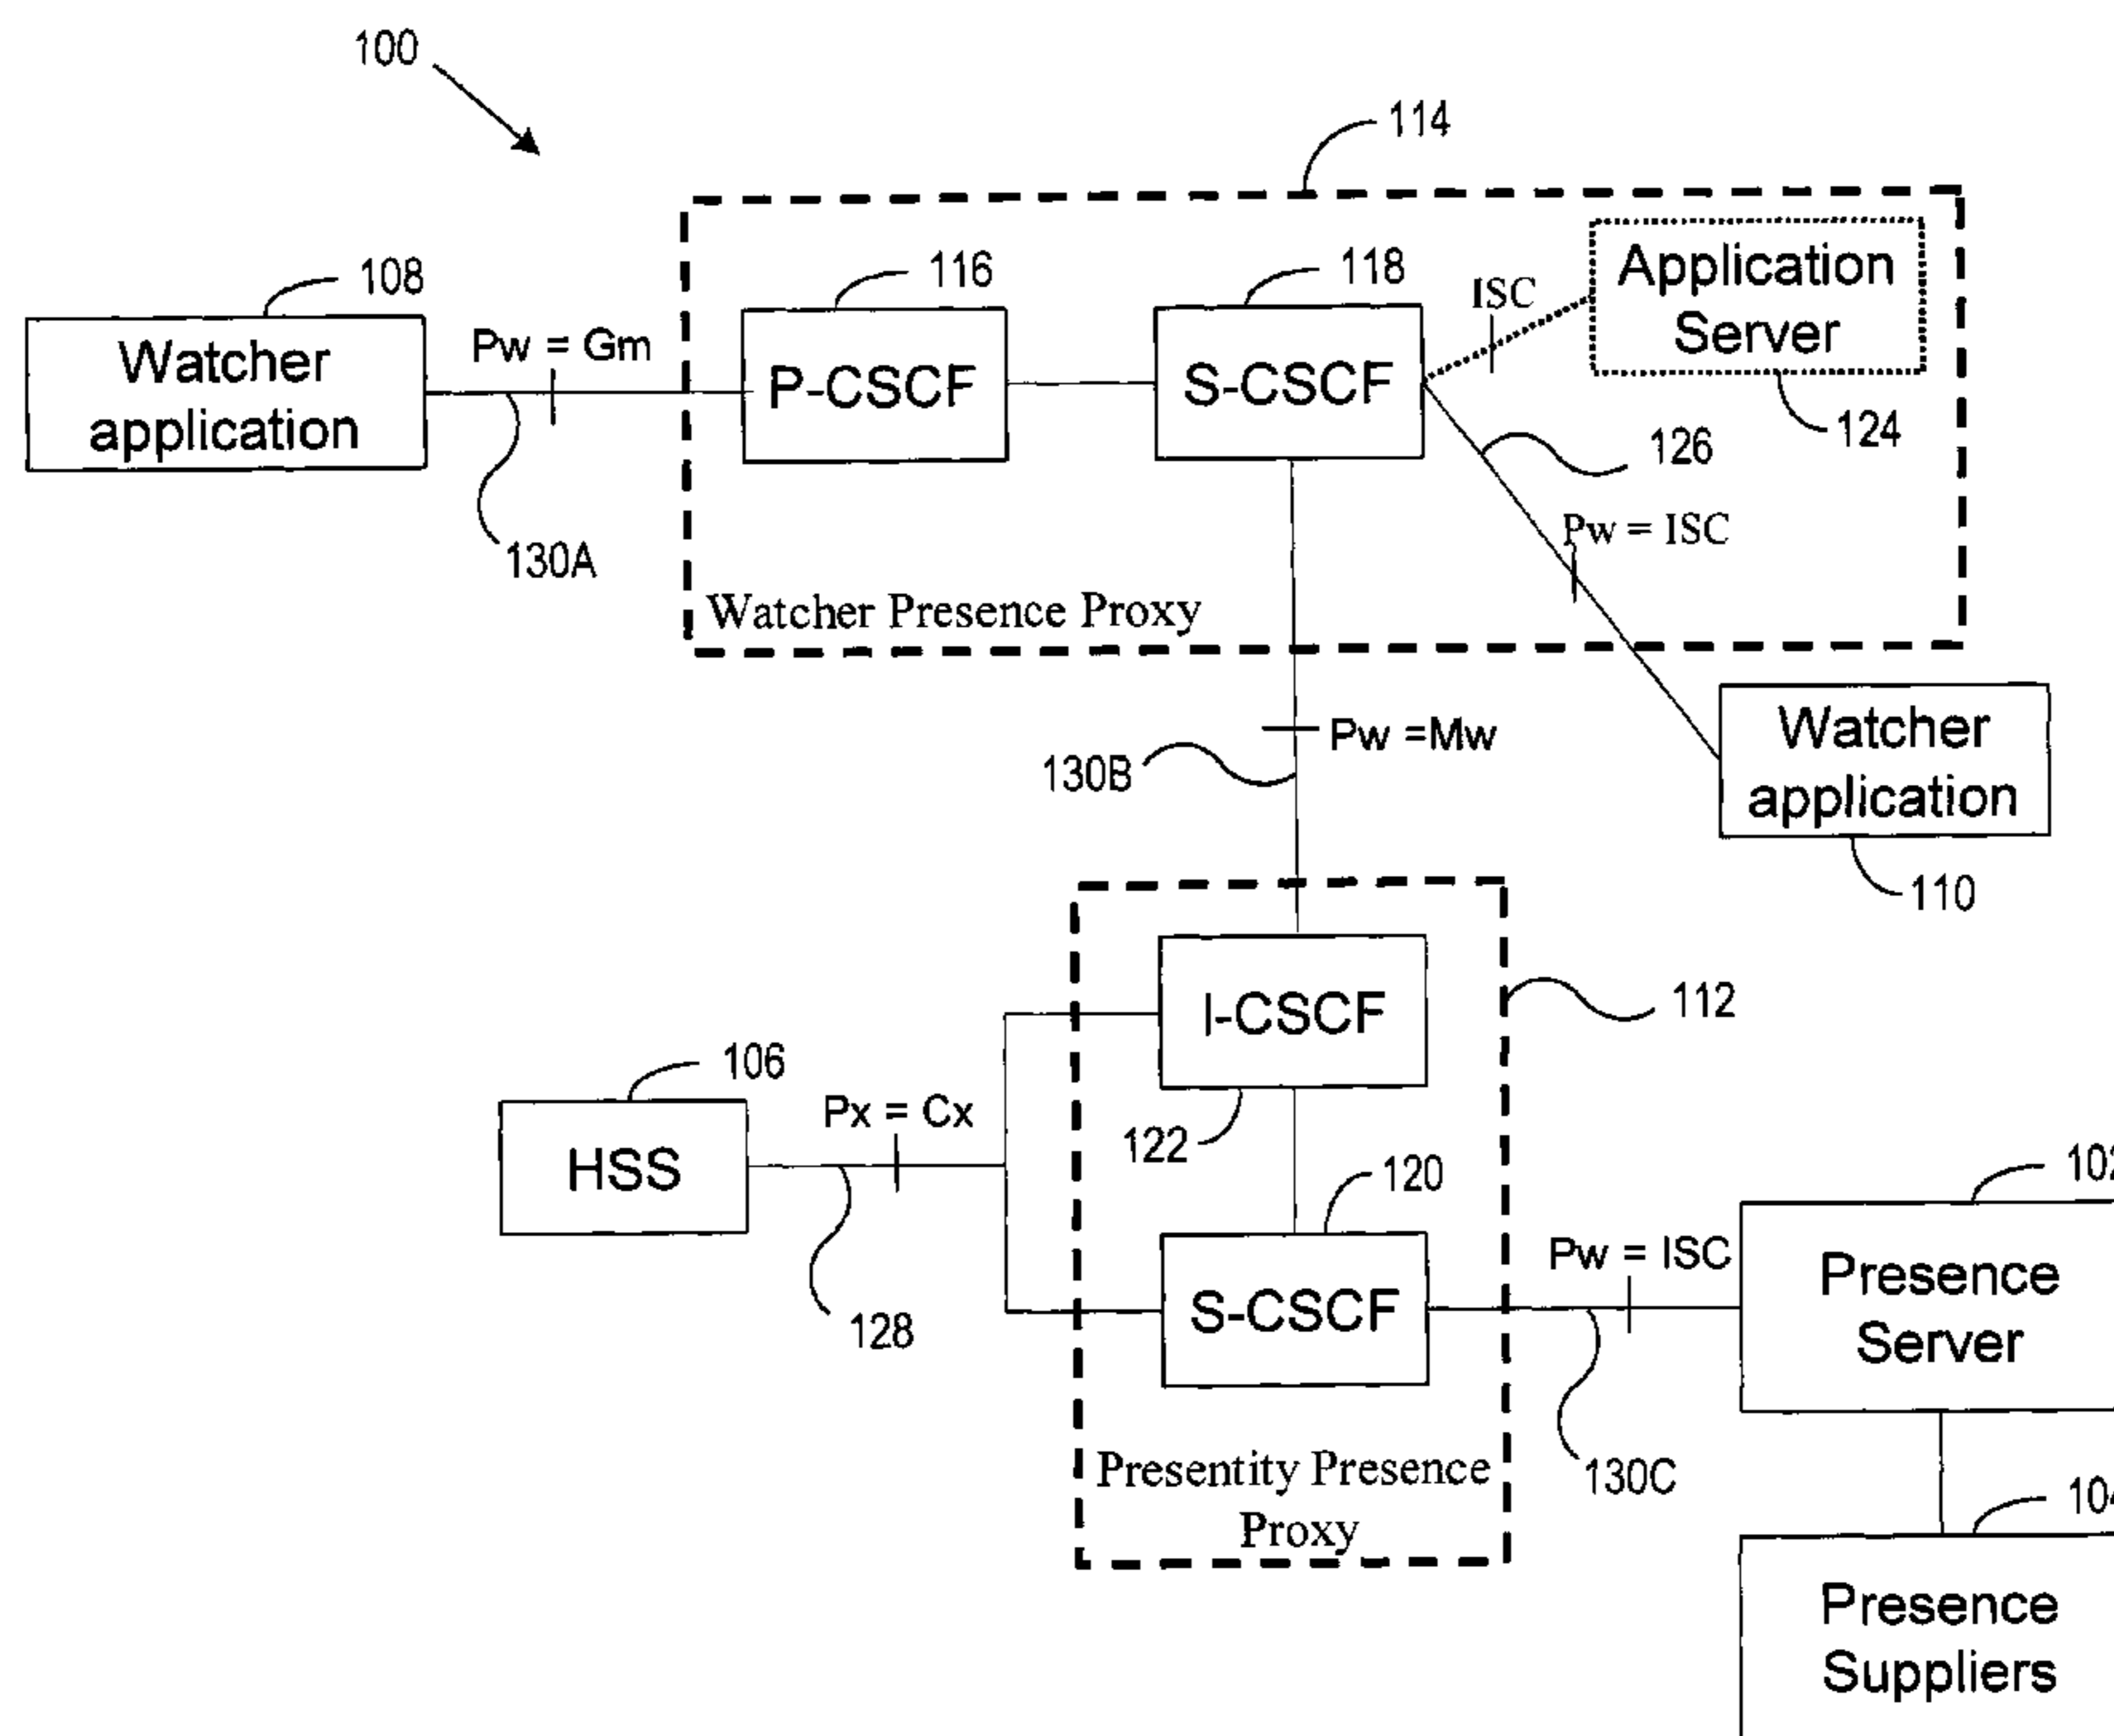 100
114
108
116
118
ISC
Application
Server
Watcher
application
Pw = Gm
P-CSCF
S-CSCF
124
126
130A
Pw = ISC
Watcher Presence Proxy
Pw =Mw
130B
Watcher
application
110
I-CSCF
112
106
HSS
Px = Cx
122
120
128
S-CSCF
Pw = ISC
Presence
Server
130C
Presentity Presence
Proxy
Presence
Suppliers